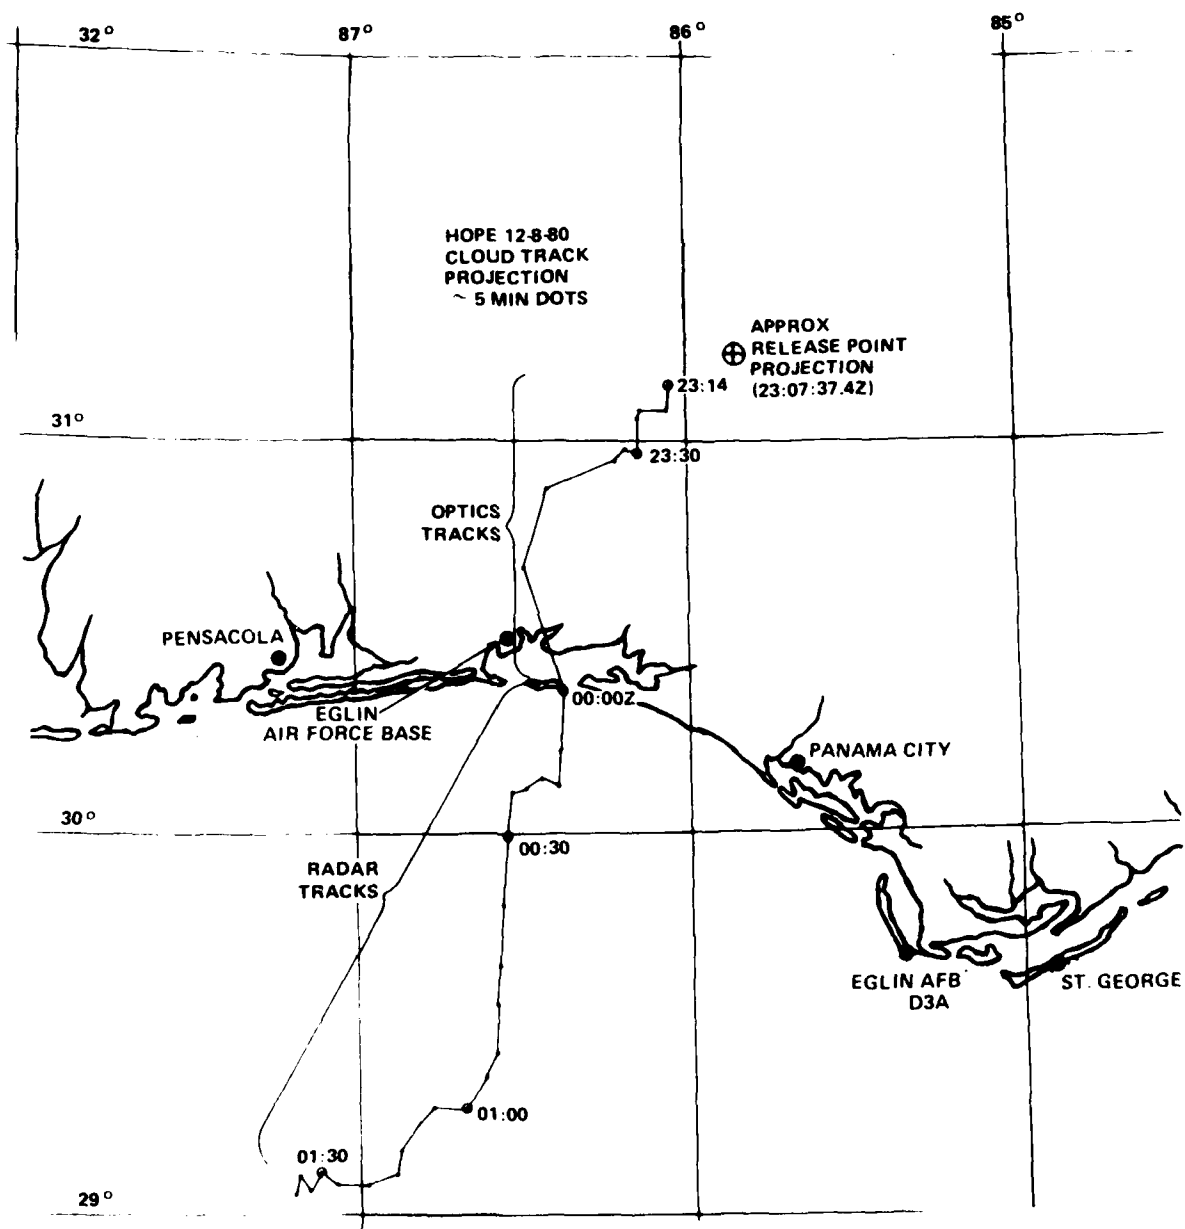 32°
87°
86°
85°
HOPE 12-8-80
CLOUD TRACK
PROJECTION
~ 5 MIN DOTS
APPROX
RELEASE POINT
PROJECTION
(23:07:37.4Z)
23:14
31°
23:30
OPTICS
TRACKS
PENSACOLA
00:00Z
EGLIN
AIR FORCE BASE
PANAMA CITY
30°
00:30
RADAR
TRACKS
EGLIN AFB
D3A
ST. GEORGE
01:00
01:30
29°